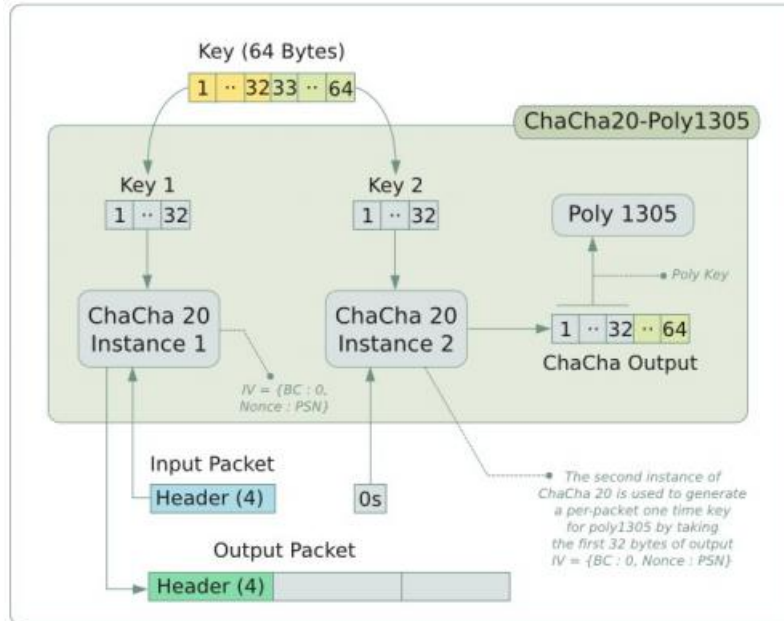 Key (64 Bytes)
1 ·· 32 33 ·· 64
ChaCha20-Poly1305
Key 1
1 ·· 32
Key 2
1 ·· 32
Poly 1305
Poly Key
ChaCha 20
Instance 1
ChaCha 20
Instance 2
1 ·· 32 ·· 64
ChaCha Output
IV = {BC : 0,
Nonce : PSN}
Input Packet
Header (4)
0s
The second instance of
ChaCha 20 is used to generate
a per-packet one time key
for poly1305 by taking
the first 32 bytes of output
IV = {BC : 0, Nonce : PSN}
Output Packet
Header (4)